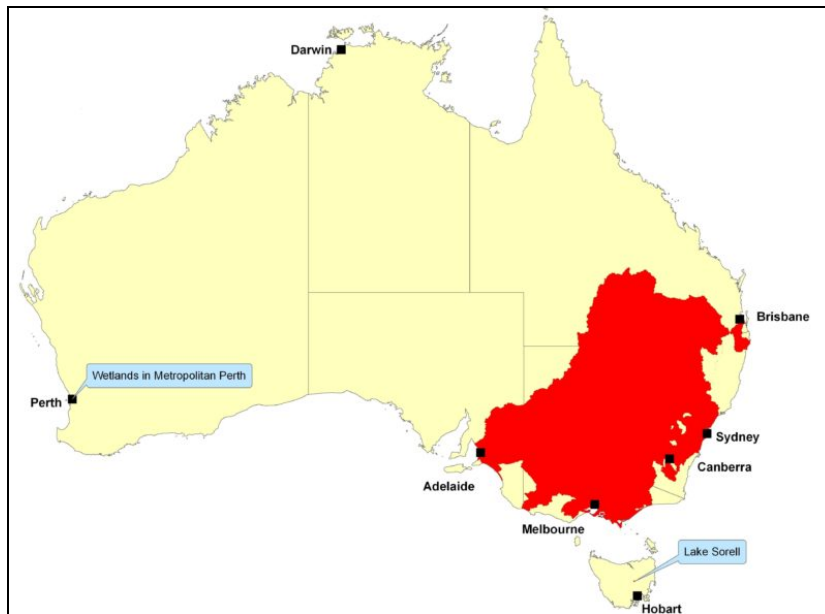 Darwin
Brisbane
Wetlands in Metropolitan Perth
Perth
Sydney
Canberra
Adelaide
Melbourne
Lake Sorell
Hobart